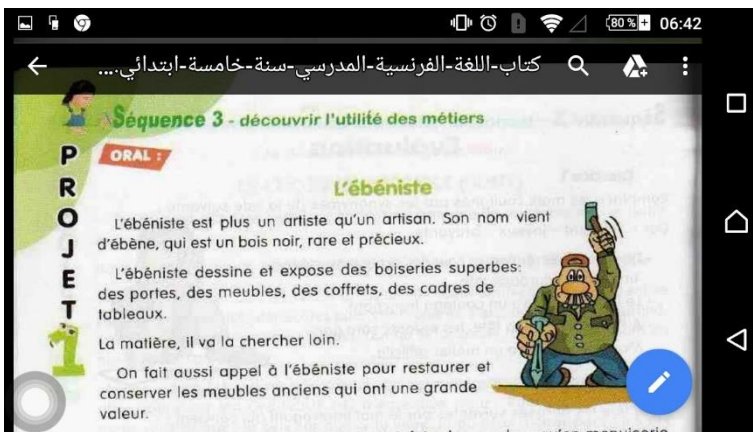 80 % 06:42
كتاب-اللغة-الفرنسية-المدرسي-سنة-خامسة-ابتدائي....
Séquence 3 - découvrir l'utilité des métiers
PROJET
1
ORAL :
L'ébéniste
L'ébéniste est plus un artiste qu'un artisan. Son nom vient
d'ébène, qui est un bois noir, rare et précieux.
L'ébéniste dessine et expose des boiseries superbes:
des portes, des meubles, des coffrets, des cadres de
tableaux.
La matière, il va la chercher loin.
On fait aussi appel à l'ébéniste pour restaurer et
conserver les meubles anciens qui ont une grande
valeur.